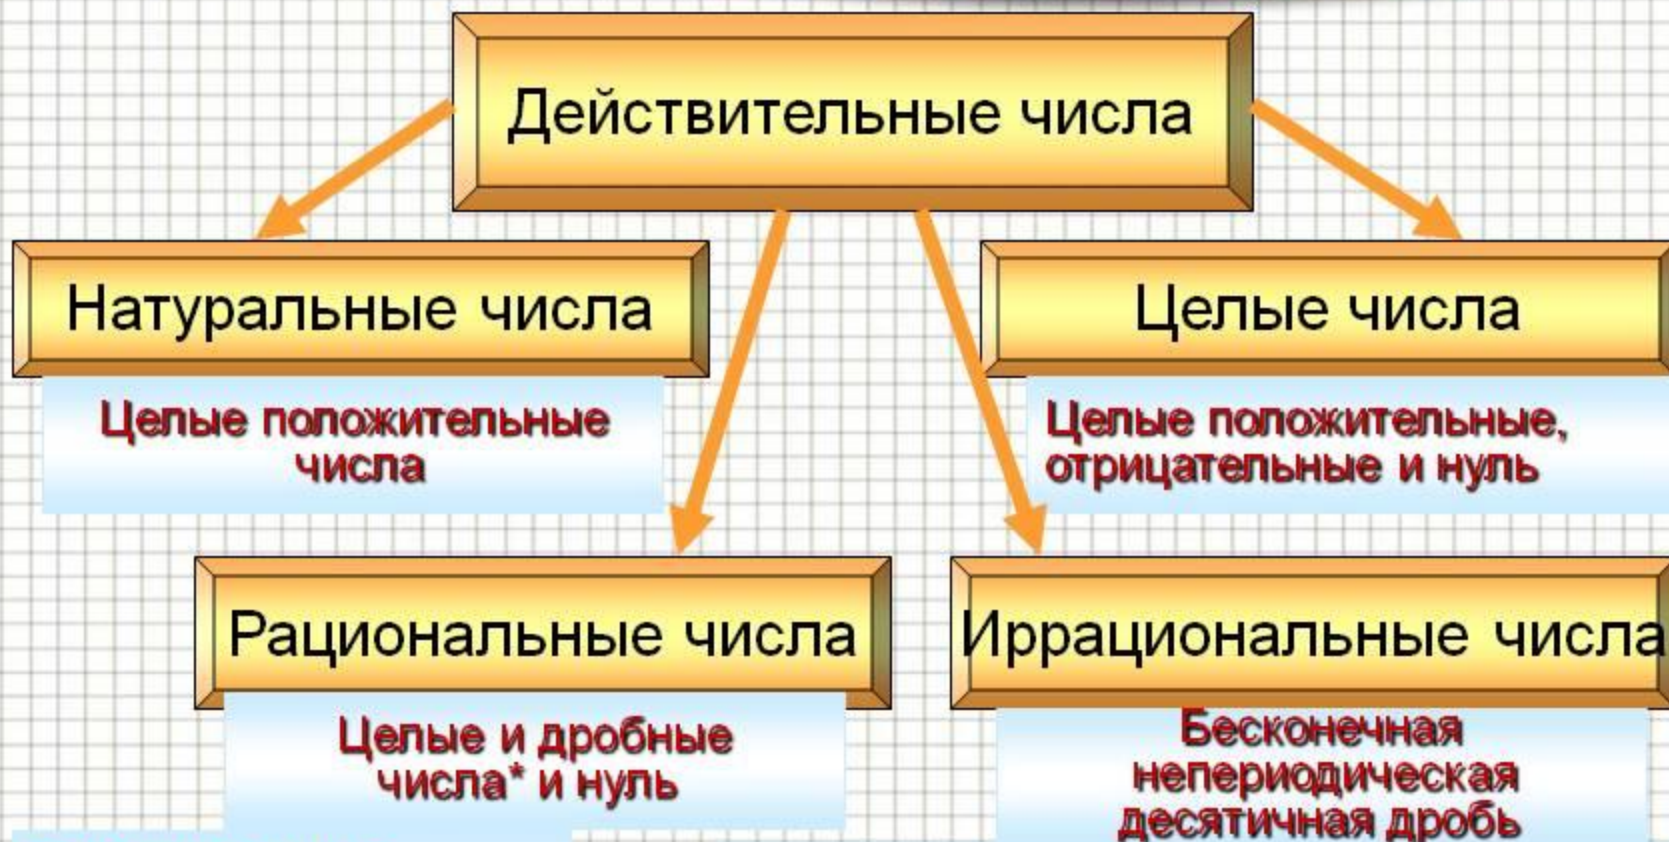 Действительные числа
Натуральные числа
Целые положительные
числа
Целые числа
Целые положительные,
отрицательные и нуль
Рациональные числа
Целые и дробные
числа* и нуль
Иррациональные числа
Бесконечная
непериодическая
десятичная дробь